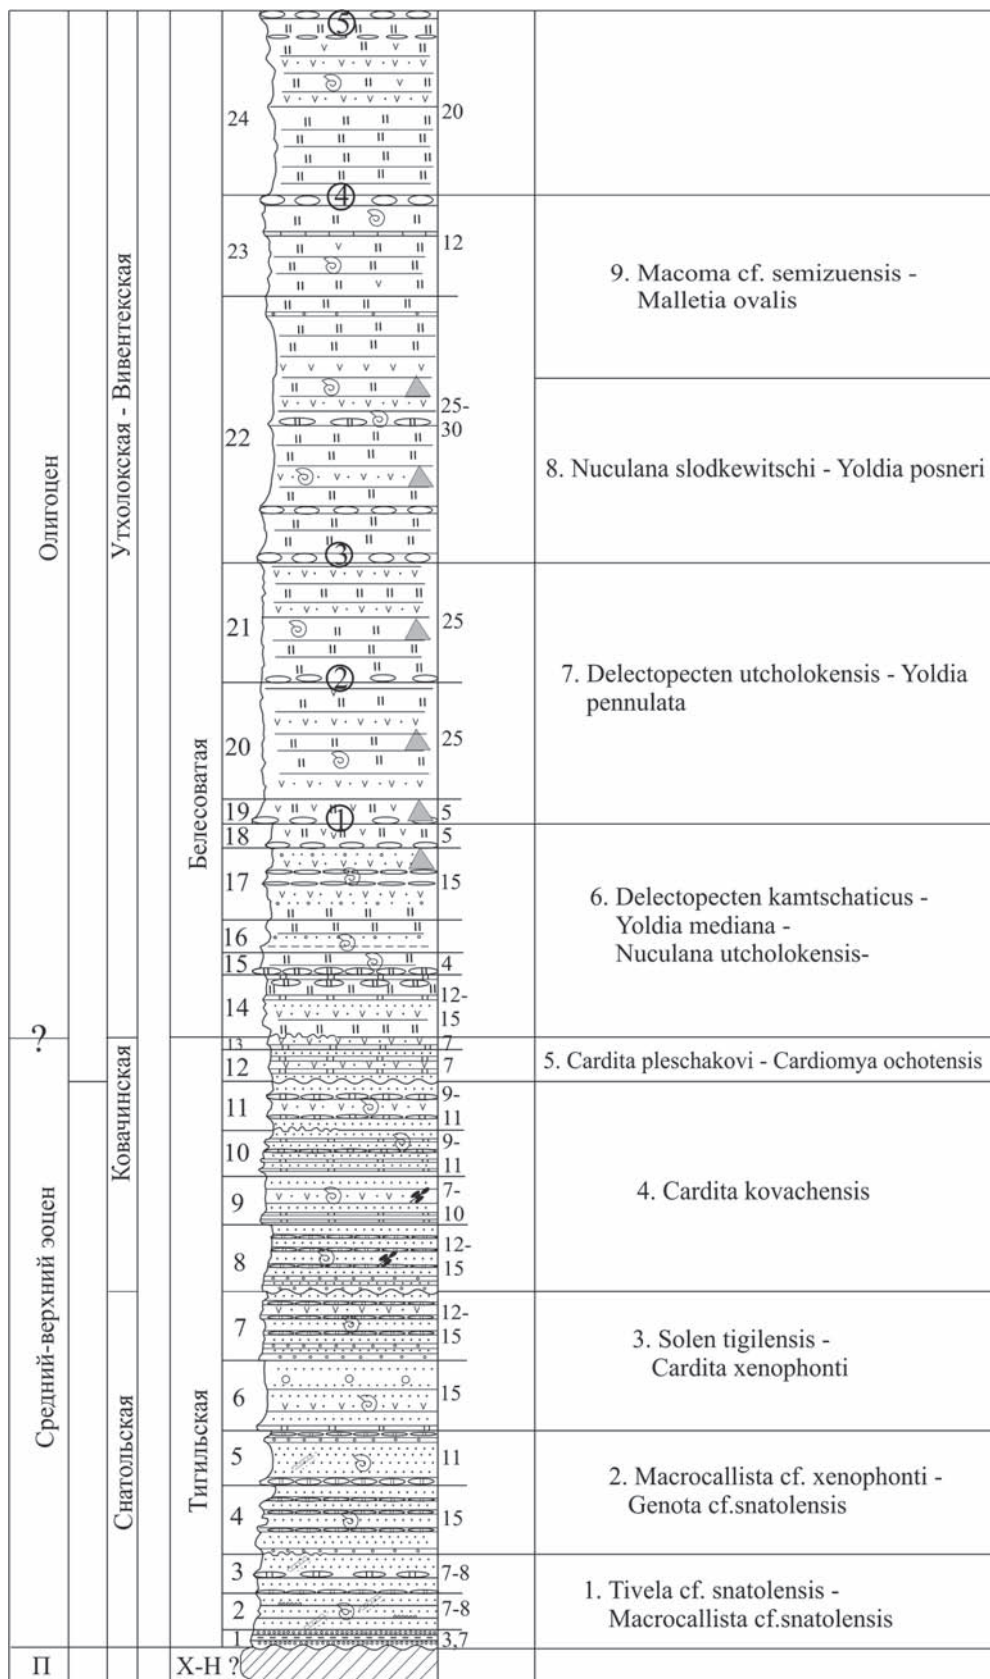 ⑤
24
20
④
23
12
9. Macoma cf. semizuensis -
Malletia ovalis
22
25-
30
8. Nuculana slodkewitschi - Yoldia posneri
③
21
25
②
7. Delectopecten utcholokensis - Yoldia
pennulata
20
25
19
5
①
18
5
17
15
6. Delectopecten kamtschaticus -
Yoldia mediana -
Nuculana utcholokensis-
16
15
4
14
12-
15
13
7
12
7
5. Cardita pleschakovi - Cardiomya ochotensis
11
9-
11
10
9-
11
9
7-
10
4. Cardita kovachensis
8
12-
15
7
12-
15
3. Solen tigilensis -
Cardita xenophonti
6
15
5
11
2. Macrocallista cf. xenophonti -
Genota cf.snatolensis
4
15
3
7-8
1. Tivela cf. snatolensis -
Macrocallista cf.snatolensis
2
7-8
1
3,7
Олигоцен
?
Средний-верхний эоцен
П
Утхолокская - Вивентекская
Ковачинская
Снатольская
Белесоватая
Тигильская
Х-Н ?